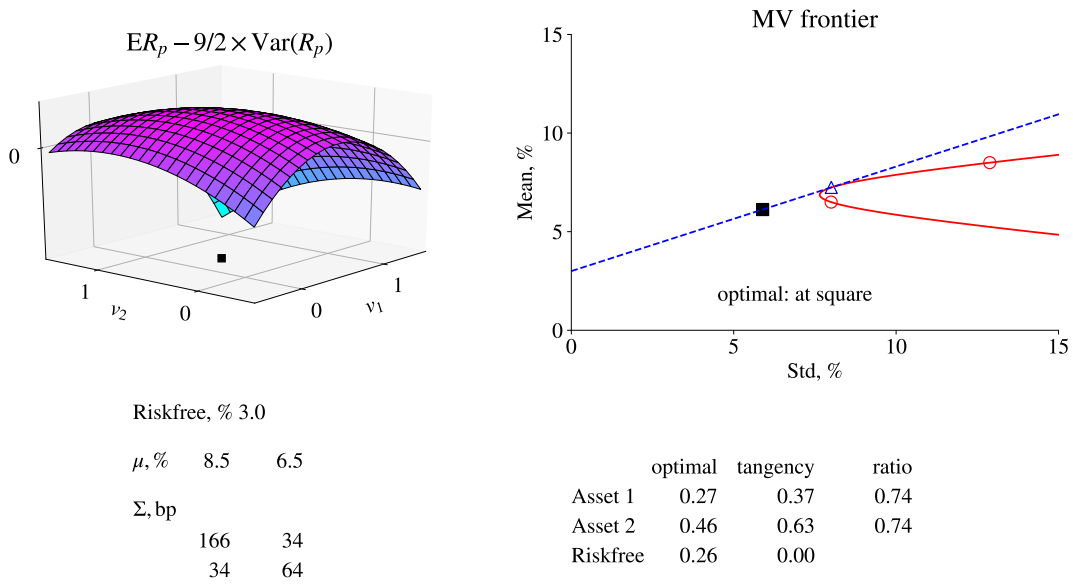 ER_p − 9/2 × Var(R_p)
0
1
0
ν_2
0
1
ν_1
MV frontier
15
10
5
0
Mean, %
optimal: at square
0
5
10
15
Std, %
Riskfree, % 3.0
μ, % 8.5 6.5
Σ, bp
166 34
34 64
optimal tangency ratio
Asset 1 0.27 0.37 0.74
Asset 2 0.46 0.63 0.74
Riskfree 0.26 0.00